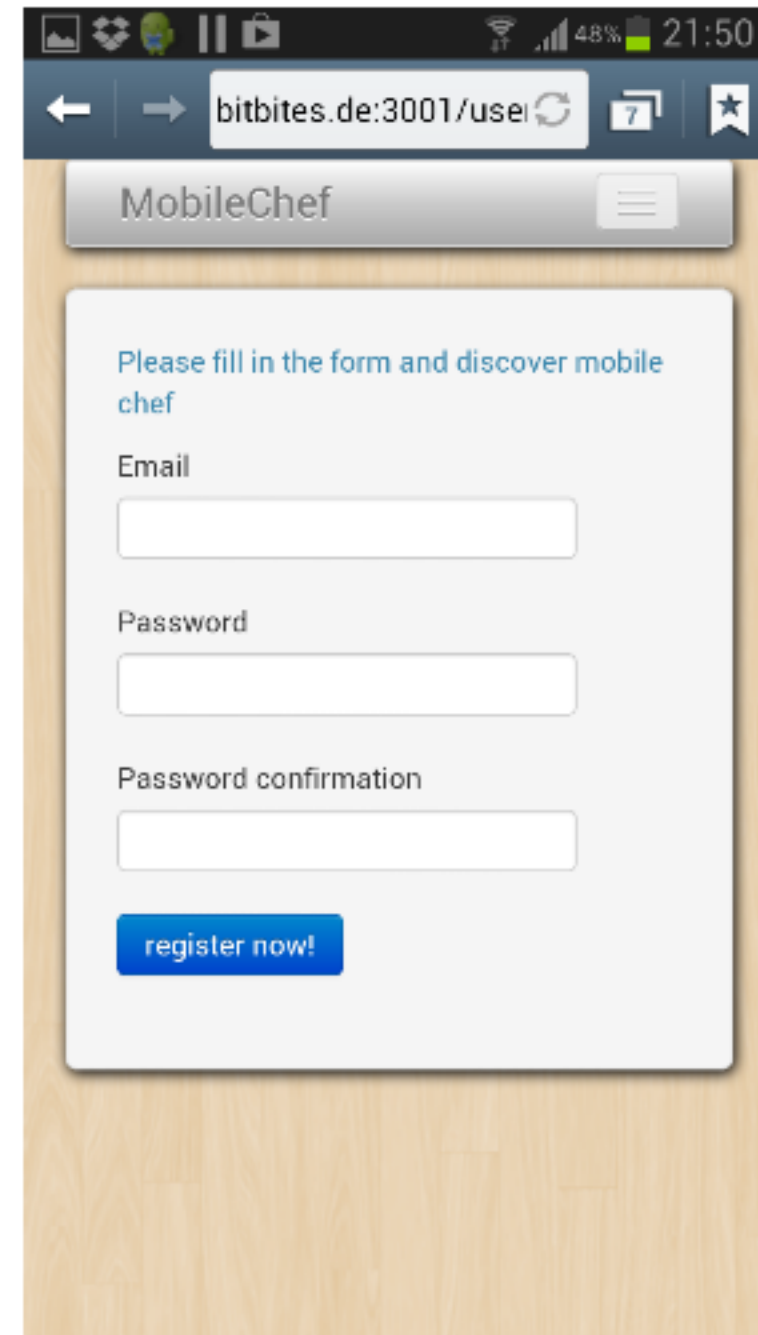 48% 21:50
bitbites.de:3001/use
7
MobileChef
Please fill in the form and discover mobile
chef
Email
Password
Password confirmation
register now!